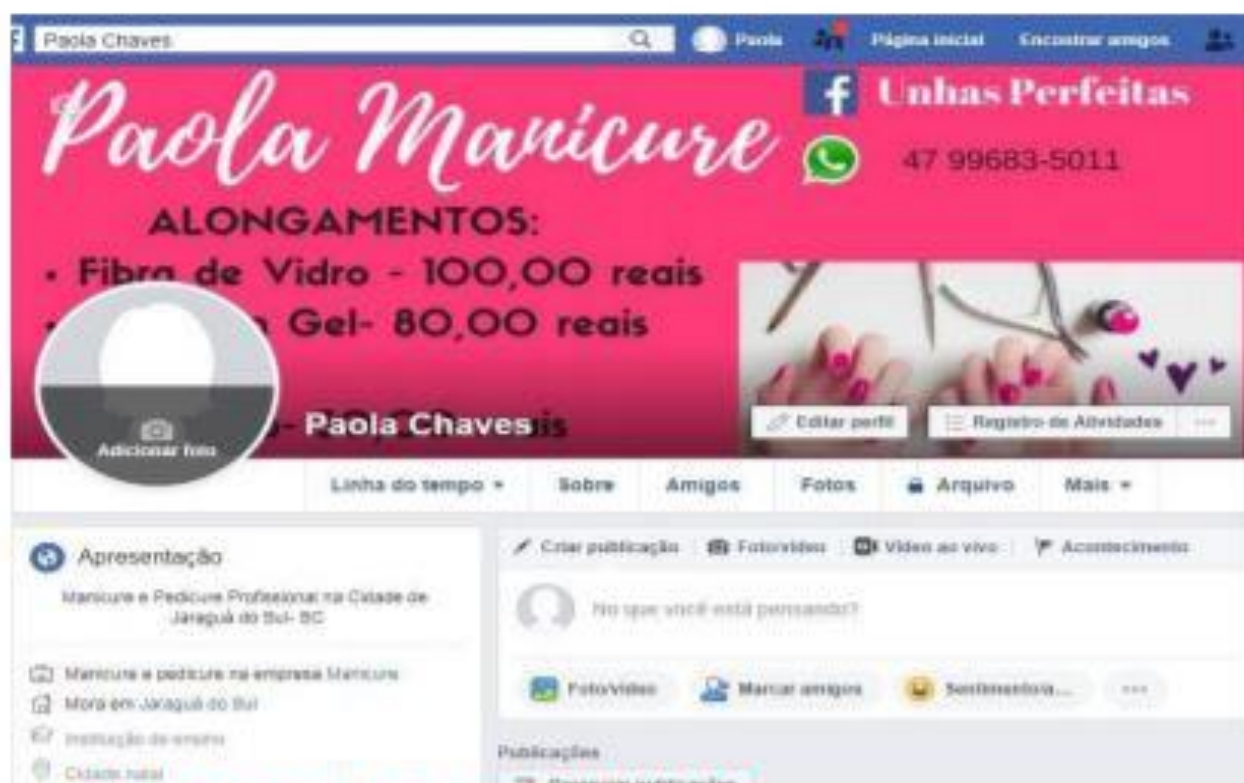 Paola Chaves
Paola
Página inicial
Encontrar amigos
Paola Manicure
Unhas Perfeitas
47 99683-5011
ALONGAMENTOS:
• Fibra de Vidro - 100,00 reais
Gel- 80,00 reais
Paola Chaves
Adicionar foto
Editar perfil
Registro de Atividades
Linha do tempo
Sobre
Amigos
Fotos
Arquivo
Mais
Apresentação
Manicure e Pedicure Profissional na Cidade de
Jaraguá do Sul- SC
Manicure e pedicure na empresa Manicure
Mora em Jaraguá do Sul
Instituição de ensino
Cidade natal
Criar publicação
Foto/vídeo
Vídeo ao vivo
Acontecimento
No que você está pensando?
Foto/vídeo
Marcar amigos
Sentimento/a...
Publicações